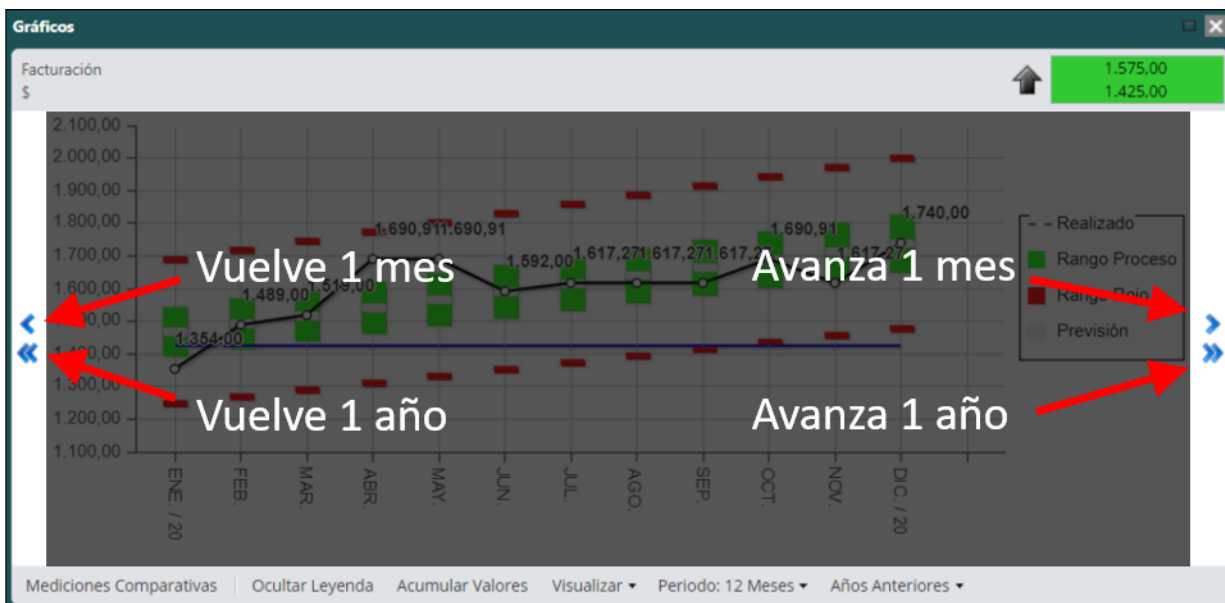 Gráficos
Facturación
$
1.575,00
1.425,00
2.100,00
2.000,00
1.900,00
1.800,00
1.700,00
1.600,00
1.500,00
1.400,00
1.300,00
1.200,00
1.100,00
1.354,00
1.489,00
1.519,00
1.690,91
1.690,91
1.592,00
1.617,27
1.617,27
1.617,27
1.690,91
1.617,27
1.740,00
Vuelve 1 mes
Avanza 1 mes
Vuelve 1 año
Avanza 1 año
Realizado
Rango Proceso
Rango Rojo
Previsión
ENE. / 20
FEB.
MAR.
ABR.
MAY.
JUN.
JUL.
AGO.
SEP.
OCT.
NOV.
DIC. / 20
Mediciones Comparativas
Ocultar Leyenda
Acumular Valores
Visualizar
Periodo: 12 Meses
Años Anteriores